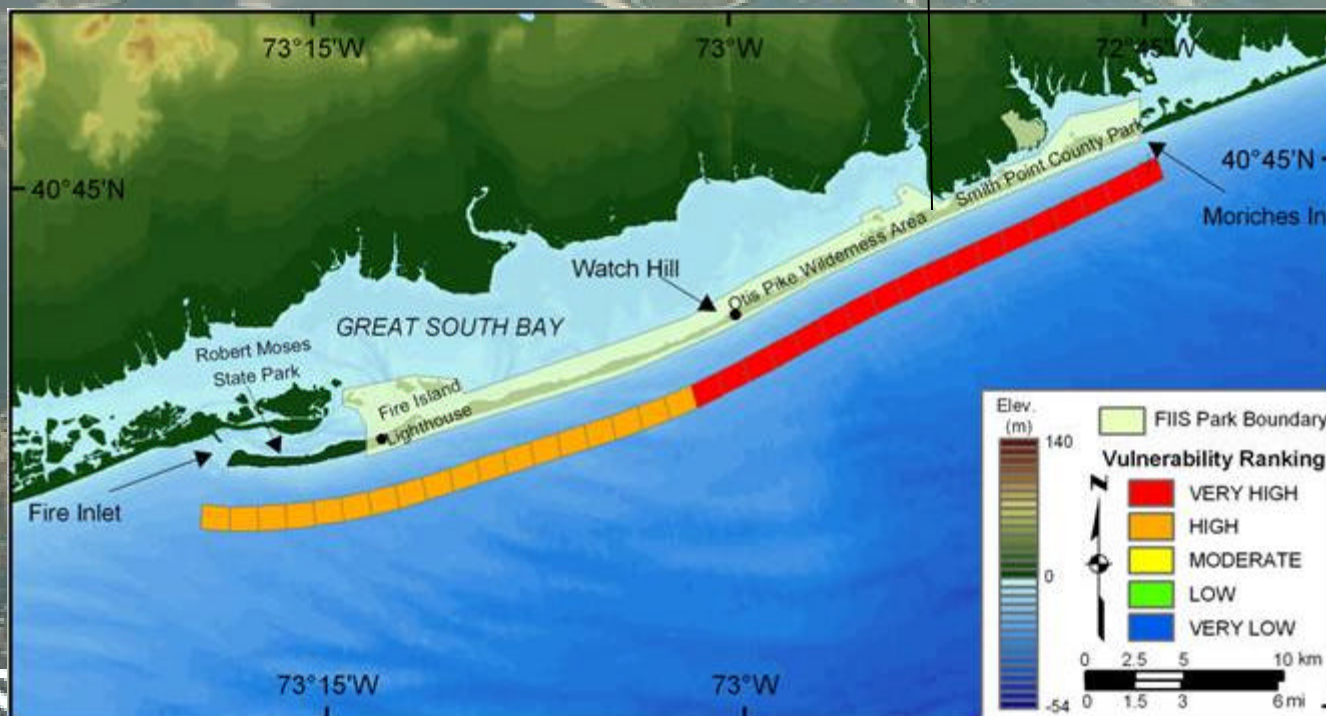 73°15'W
73°W
72°45'W
40°45'N
40°45'N
Smith Point County Park
Moriches In
Otis Pike Wilderness Area
Watch Hill
GREAT SOUTH BAY
Robert Moses
State Park
Fire Island
Lighthouse
Fire Inlet
73°15'W
73°W
Elev.
(m)
140
0
-54
FIIS Park Boundary
Vulnerability Ranking
VERY HIGH
HIGH
MODERATE
LOW
VERY LOW
N
0 2.5 5 10 km
0 1.5 3 6 mi